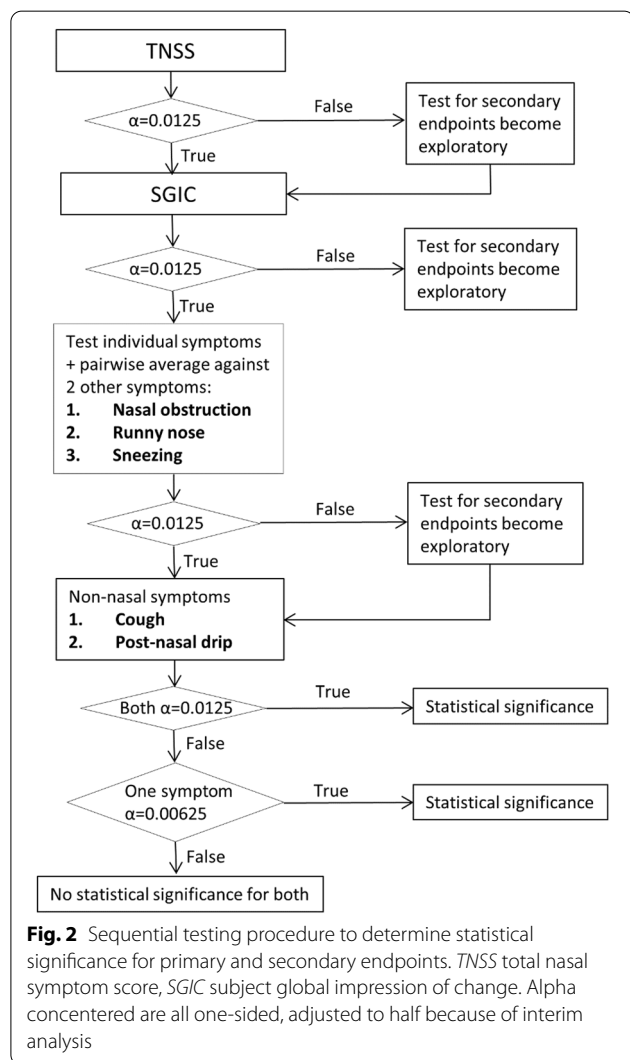 TNSS
α=0.0125
False
Test for secondary
endpoints become
exploratory
True
SGIC
α=0.0125
False
Test for secondary
endpoints become
exploratory
True
Test individual symptoms
+ pairwise average against
2 other symptoms:
1. Nasal obstruction
2. Runny nose
3. Sneezing
α=0.0125
False
Test for secondary
endpoints become
exploratory
True
Non-nasal symptoms
1. Cough
2. Post-nasal drip
Both α=0.0125
True
Statistical significance
False
One symptom
α=0.00625
True
Statistical significance
False
No statistical significance for both
Fig. 2 Sequential testing procedure to determine statistical
significance for primary and secondary endpoints. TNSS total nasal
symptom score, SGIC subject global impression of change. Alpha
concentered are all one-sided, adjusted to half because of interim
analysis